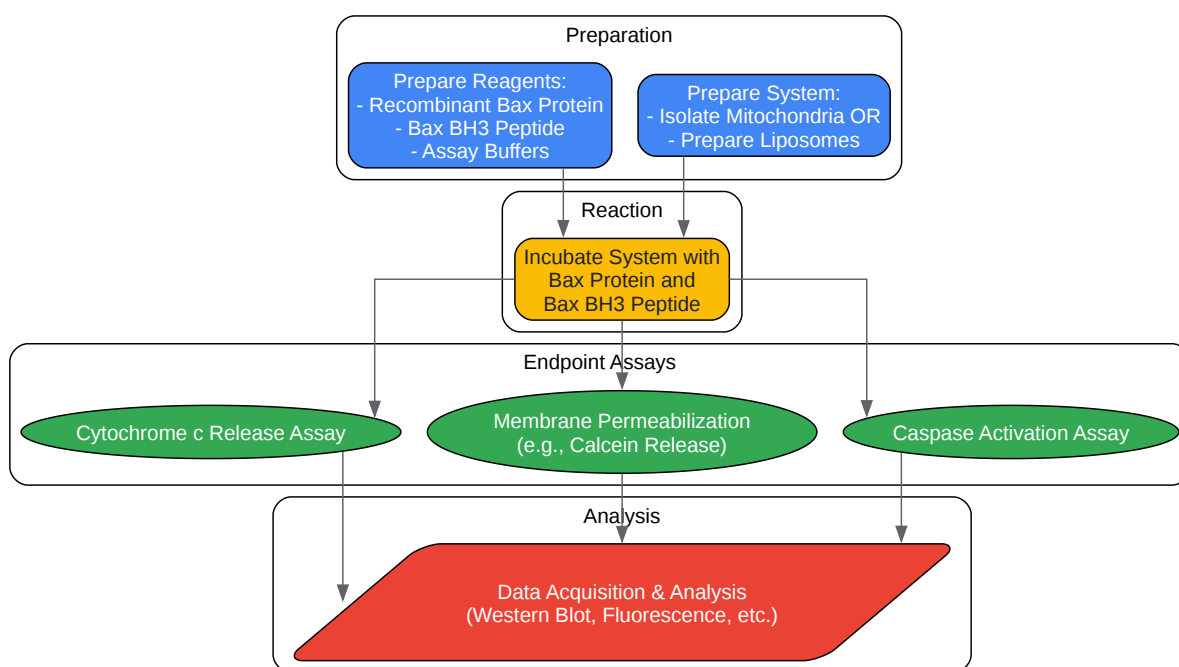 Preparation
Prepare Reagents:
- Recombinant Bax Protein
- Bax BH3 Peptide
- Assay Buffers
Prepare System:
- Isolate Mitochondria OR
- Prepare Liposomes
Reaction
Incubate System with
Bax Protein and
Bax BH3 Peptide
Endpoint Assays
Cytochrome c Release Assay
Membrane Permeabilization
(e.g., Calcein Release)
Caspase Activation Assay
Analysis
Data Acquisition & Analysis
(Western Blot, Fluorescence, etc.)